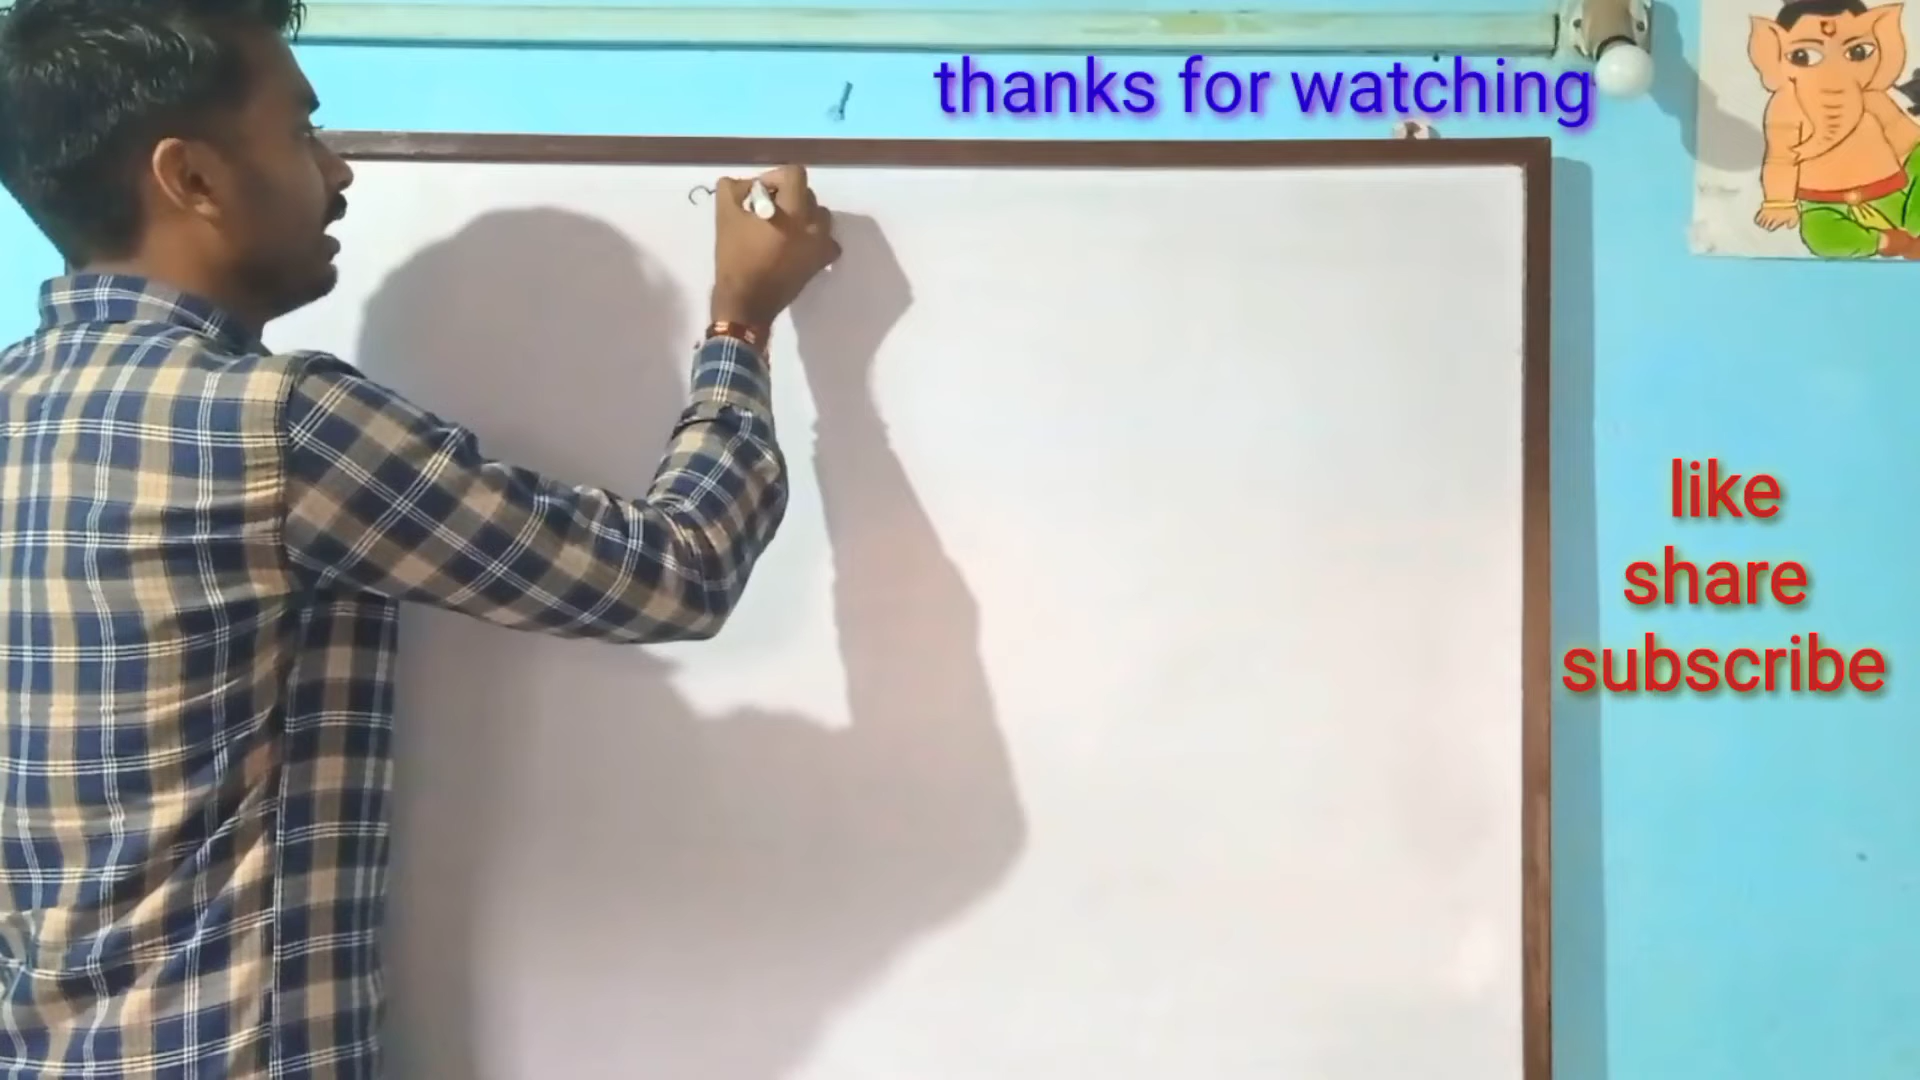 thanks for watching
like
share
subscribe